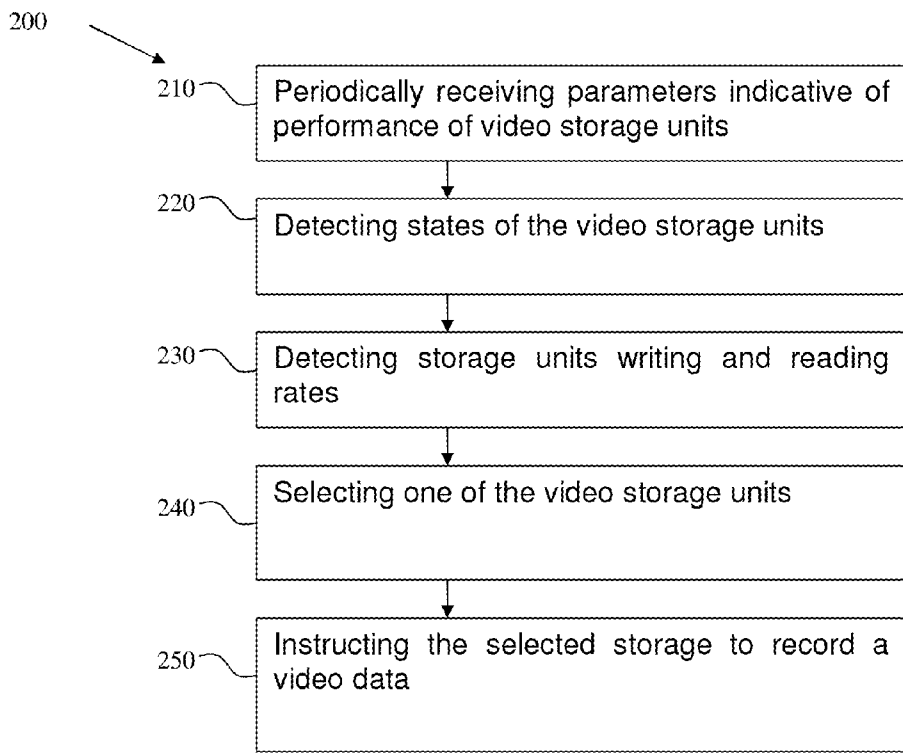 200
210
Periodically receiving parameters indicative of
performance of video storage units
220
Detecting states of the video storage units
230
Detecting storage units writing and reading
rates
240
Selecting one of the video storage units
250
Instructing the selected storage to record a
video data